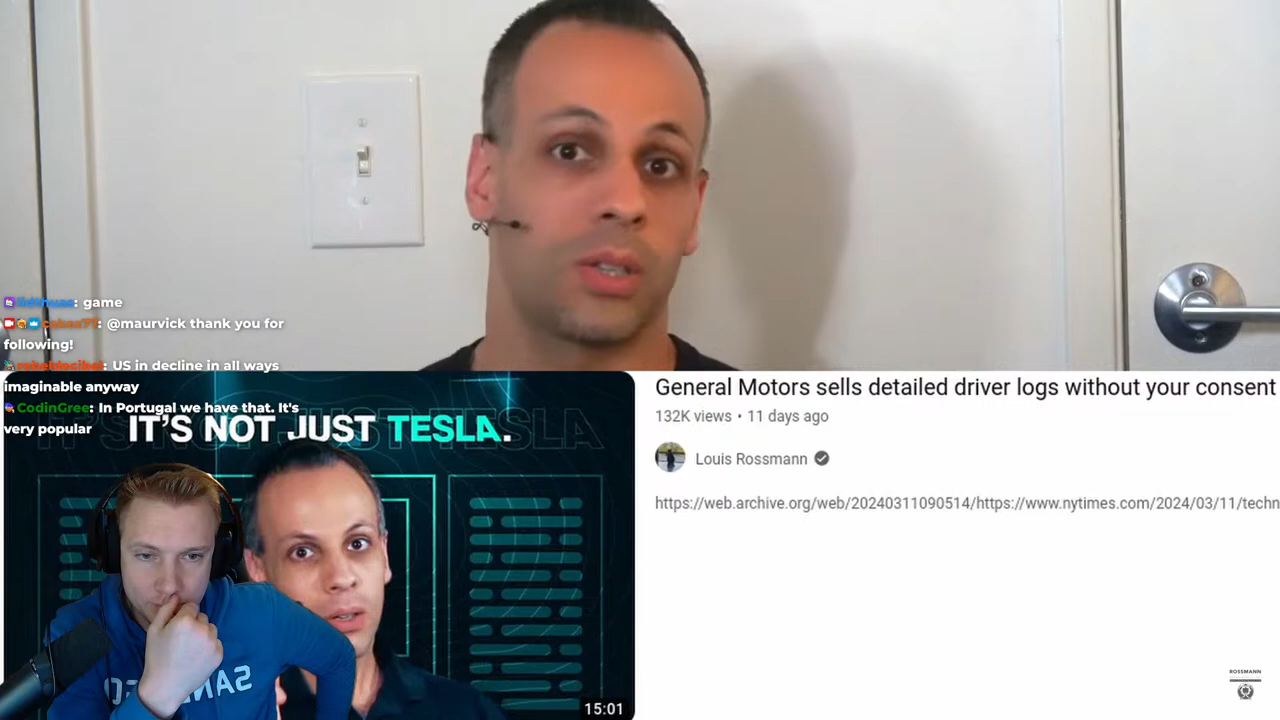 : game
: @maurvick thank you for
following!
: US in decline in all ways
imaginable anyway
CodinGree: In Portugal we have that. It's
very popular
IT'S NOT JUST TESLA.
15:01
General Motors sells detailed driver logs without your consent
132K views • 11 days ago
Louis Rossmann
https://web.archive.org/web/20240311090514/https://www.nytimes.com/2024/03/11/techn
ROSSMANN